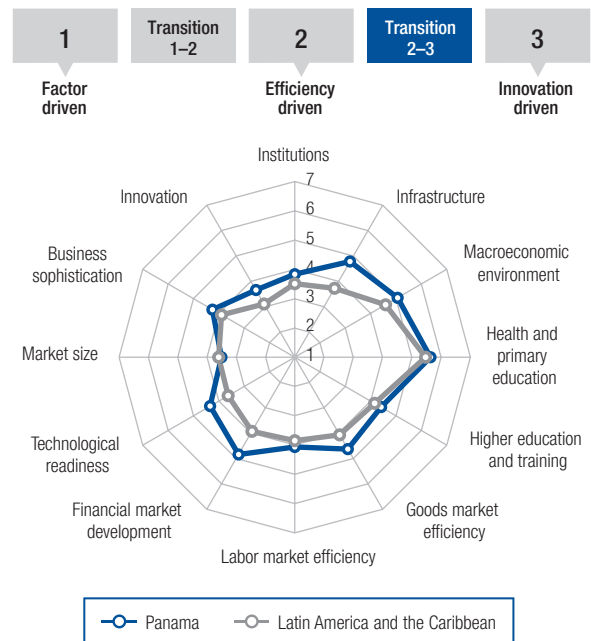 1
Transition
1–2
2
Transition
2–3
3
Factor
driven
Efficiency
driven
Innovation
driven
Institutions
7
6
5
4
3
2
1
Infrastructure
Macroeconomic
environment
Health and
primary
education
Higher education
and training
Goods market
efficiency
Labor market efficiency
Financial market
development
Technological
readiness
Market size
Business
sophistication
Innovation
Panama
Latin America and the Caribbean